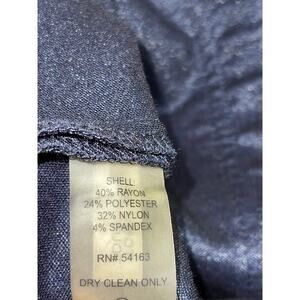 SHELL:
40% RAYON
24% POLYESTER
32% NYLON
4% SPANDEX
RN# 54163
DRY CLEAN ONLY